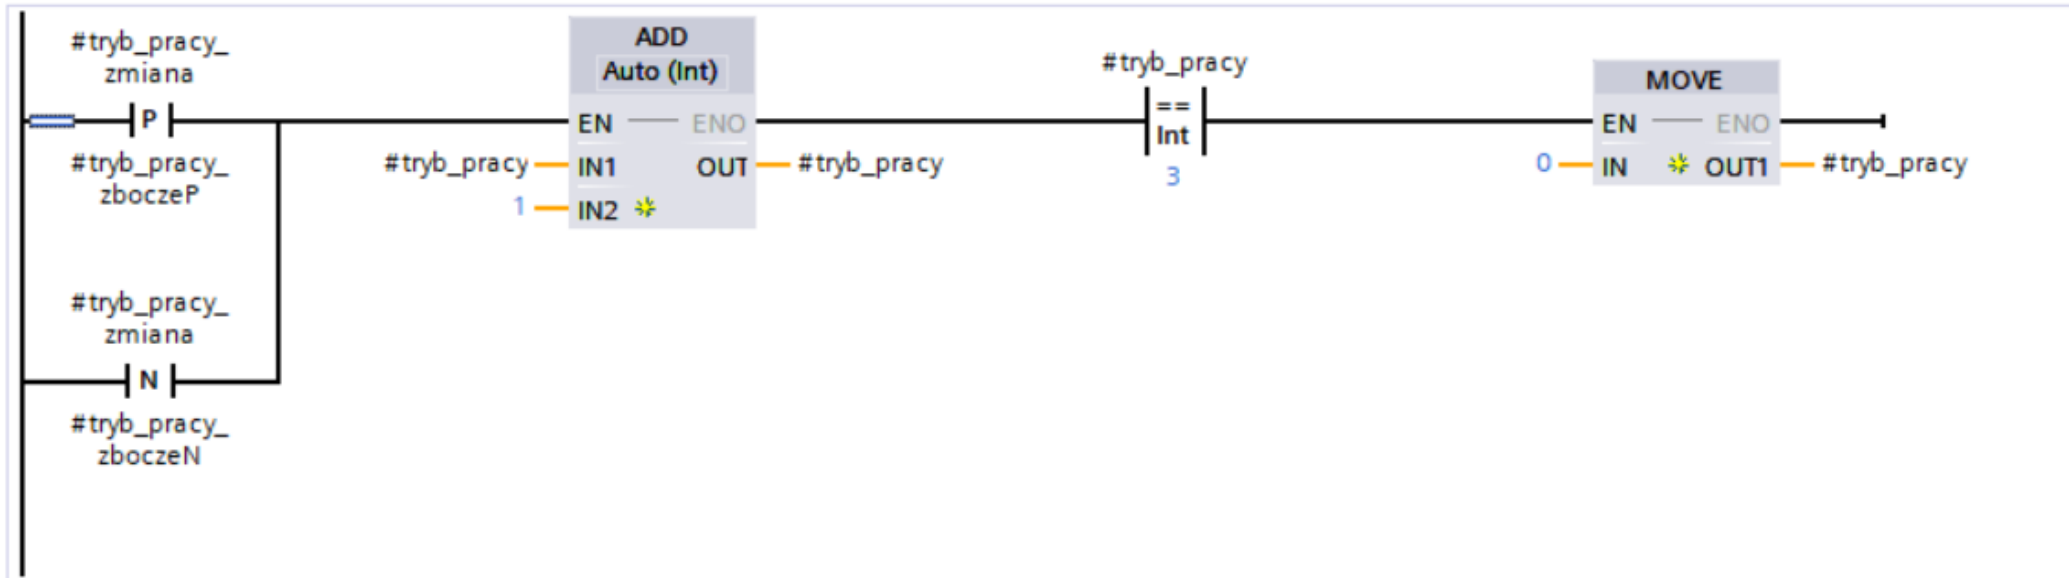 #tryb_pracy_
zmiana
P
#tryb_pracy_
zboczeP
#tryb_pracy_
zmiana
N
#tryb_pracy_
zboczeN
ADD
Auto (Int)
EN ENO
#tryb_pracy IN1 OUT #tryb_pracy
1 IN2
#tryb_pracy
==
Int
3
MOVE
EN ENO
0 IN OUT1 #tryb_pracy